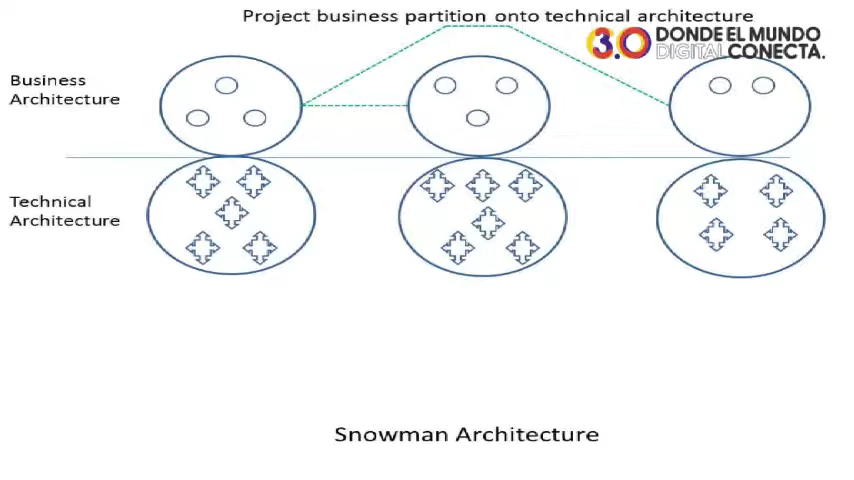 Project business partition onto technical architecture
3.0 DONDE EL MUNDO
DIGITAL CONECTA.
Business
Architecture
Technical
Architecture
Snowman Architecture